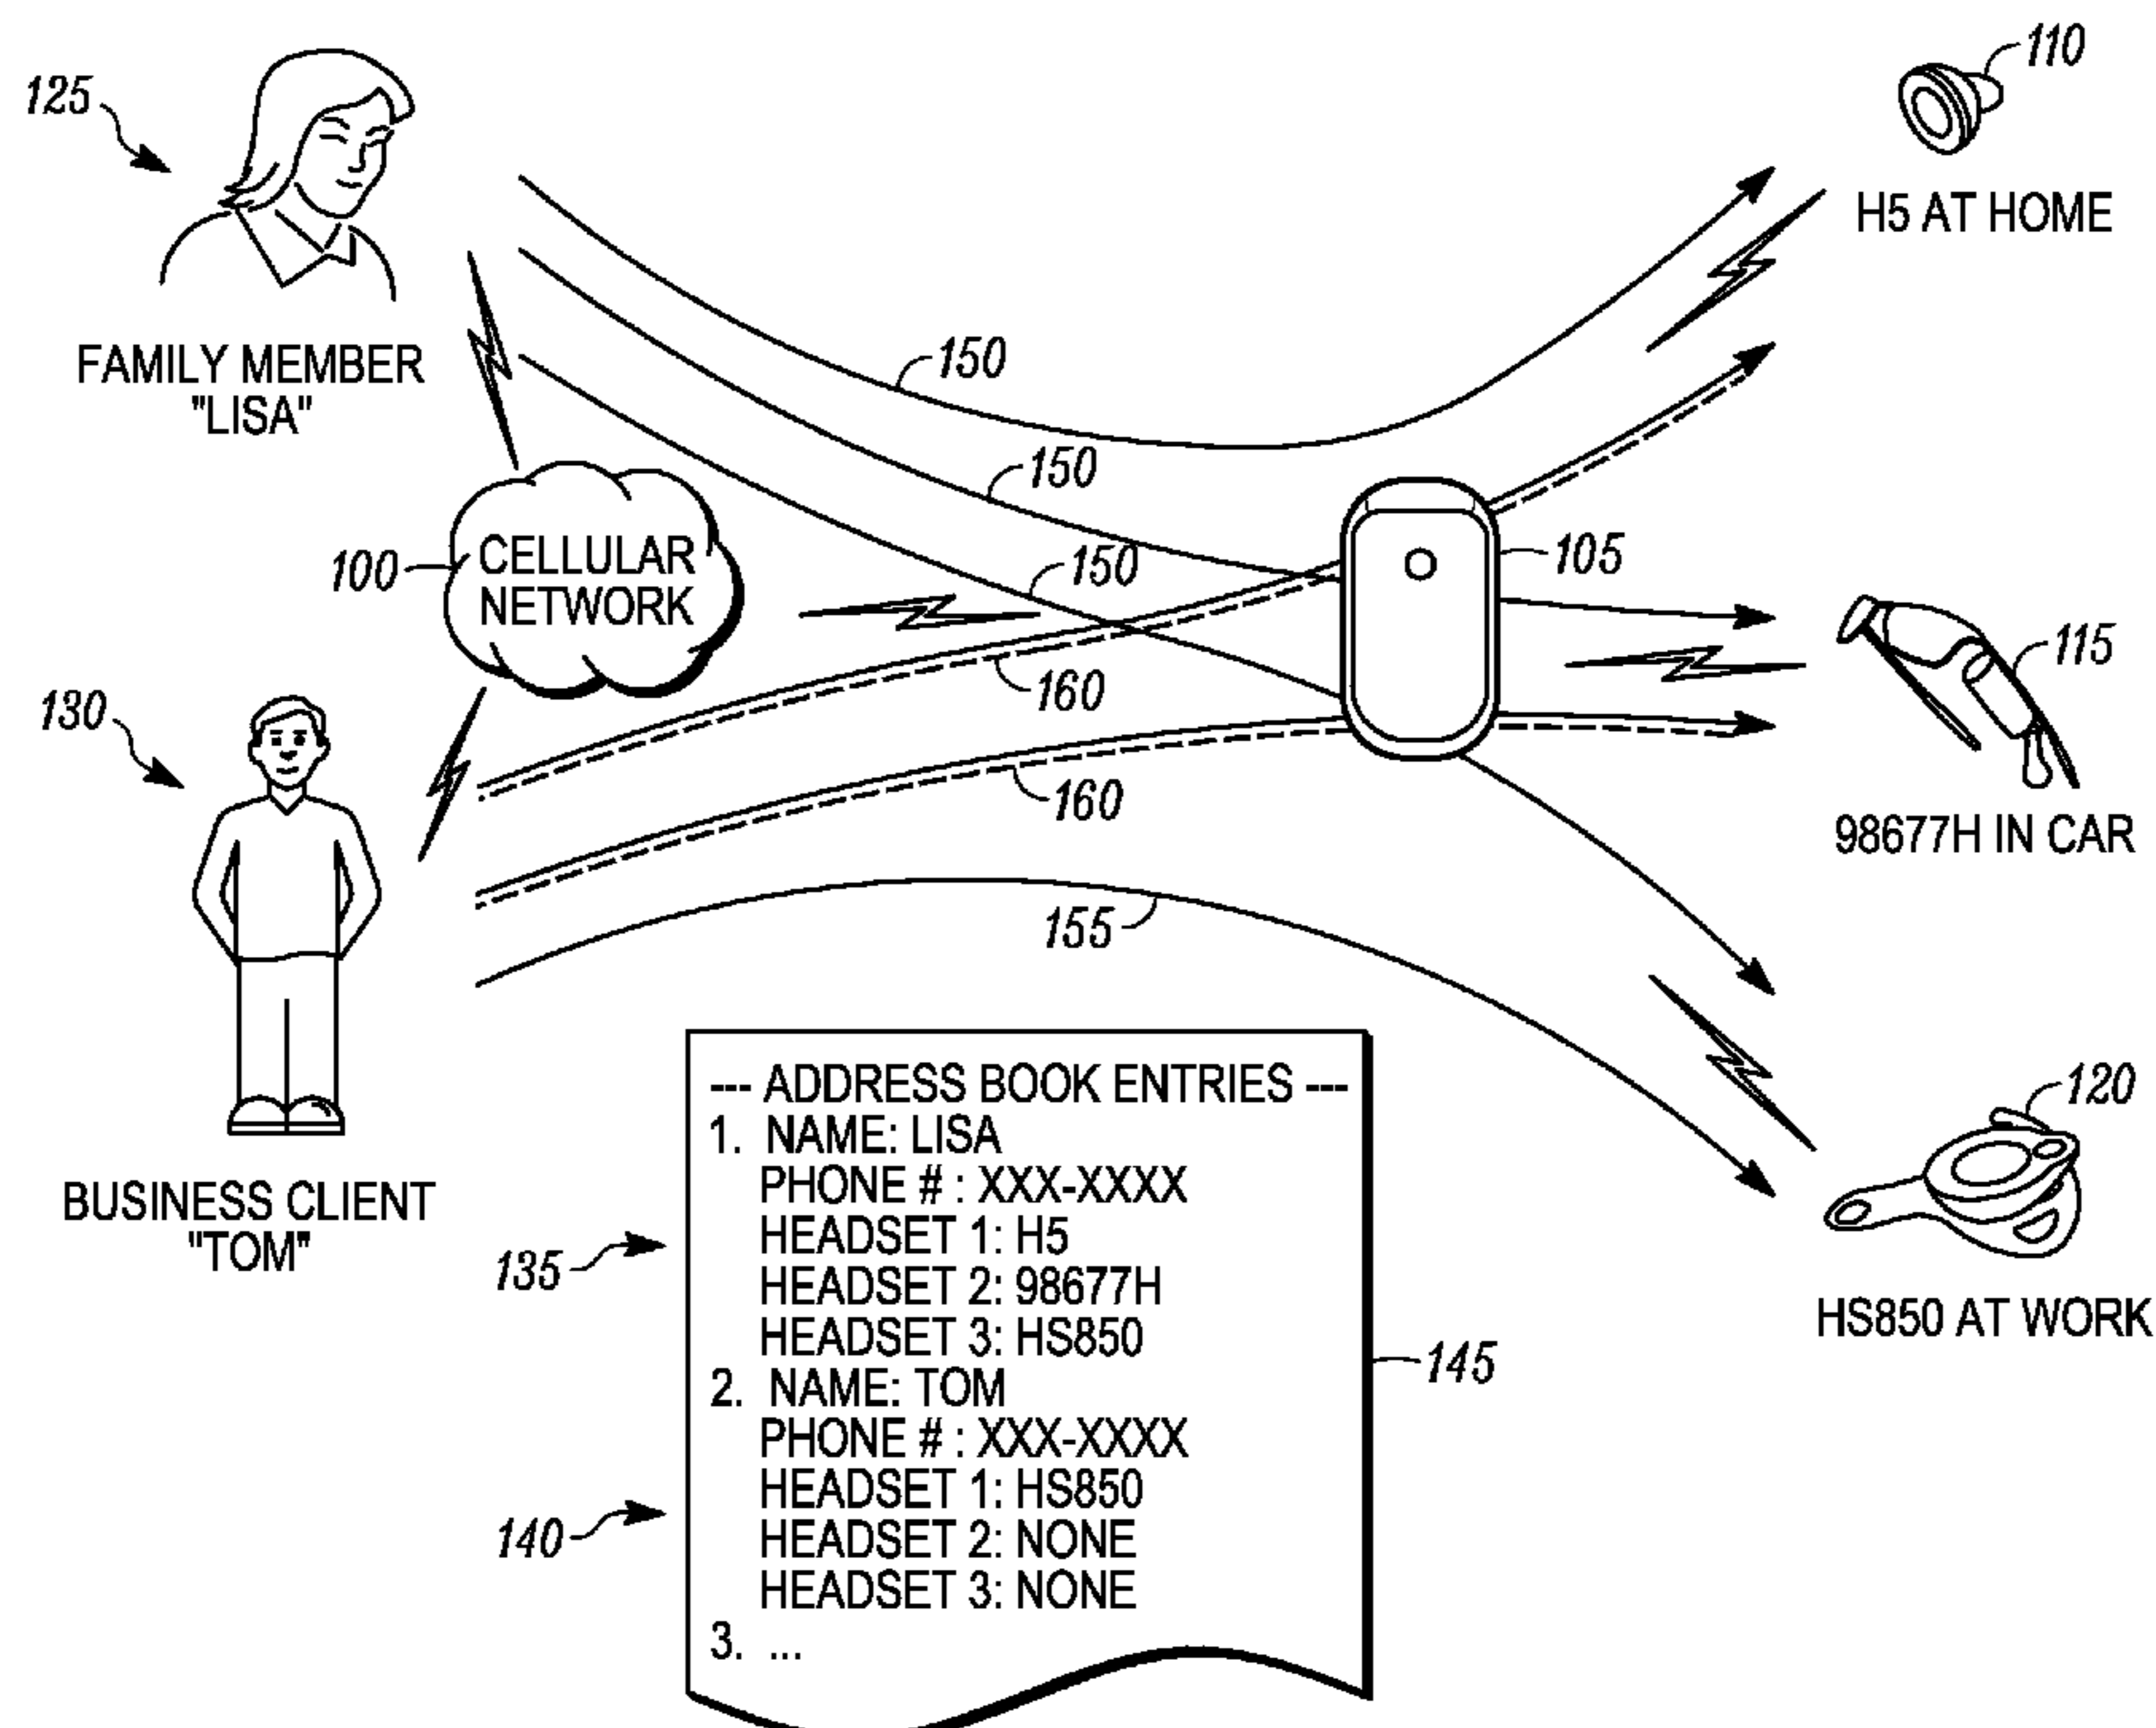 125
FAMILY MEMBER
"LISA"
110
H5 AT HOME
150
150
150
100
CELLULAR
NETWORK
105
115
98677H IN CAR
130
160
160
155
BUSINESS CLIENT
"TOM"
120
HS850 AT WORK
--- ADDRESS BOOK ENTRIES ---
1. NAME: LISA
PHONE # : XXX-XXXX
HEADSET 1: H5
HEADSET 2: 98677H
HEADSET 3: HS850
2. NAME: TOM
PHONE # : XXX-XXXX
HEADSET 1: HS850
HEADSET 2: NONE
HEADSET 3: NONE
3. ...
135
140
145